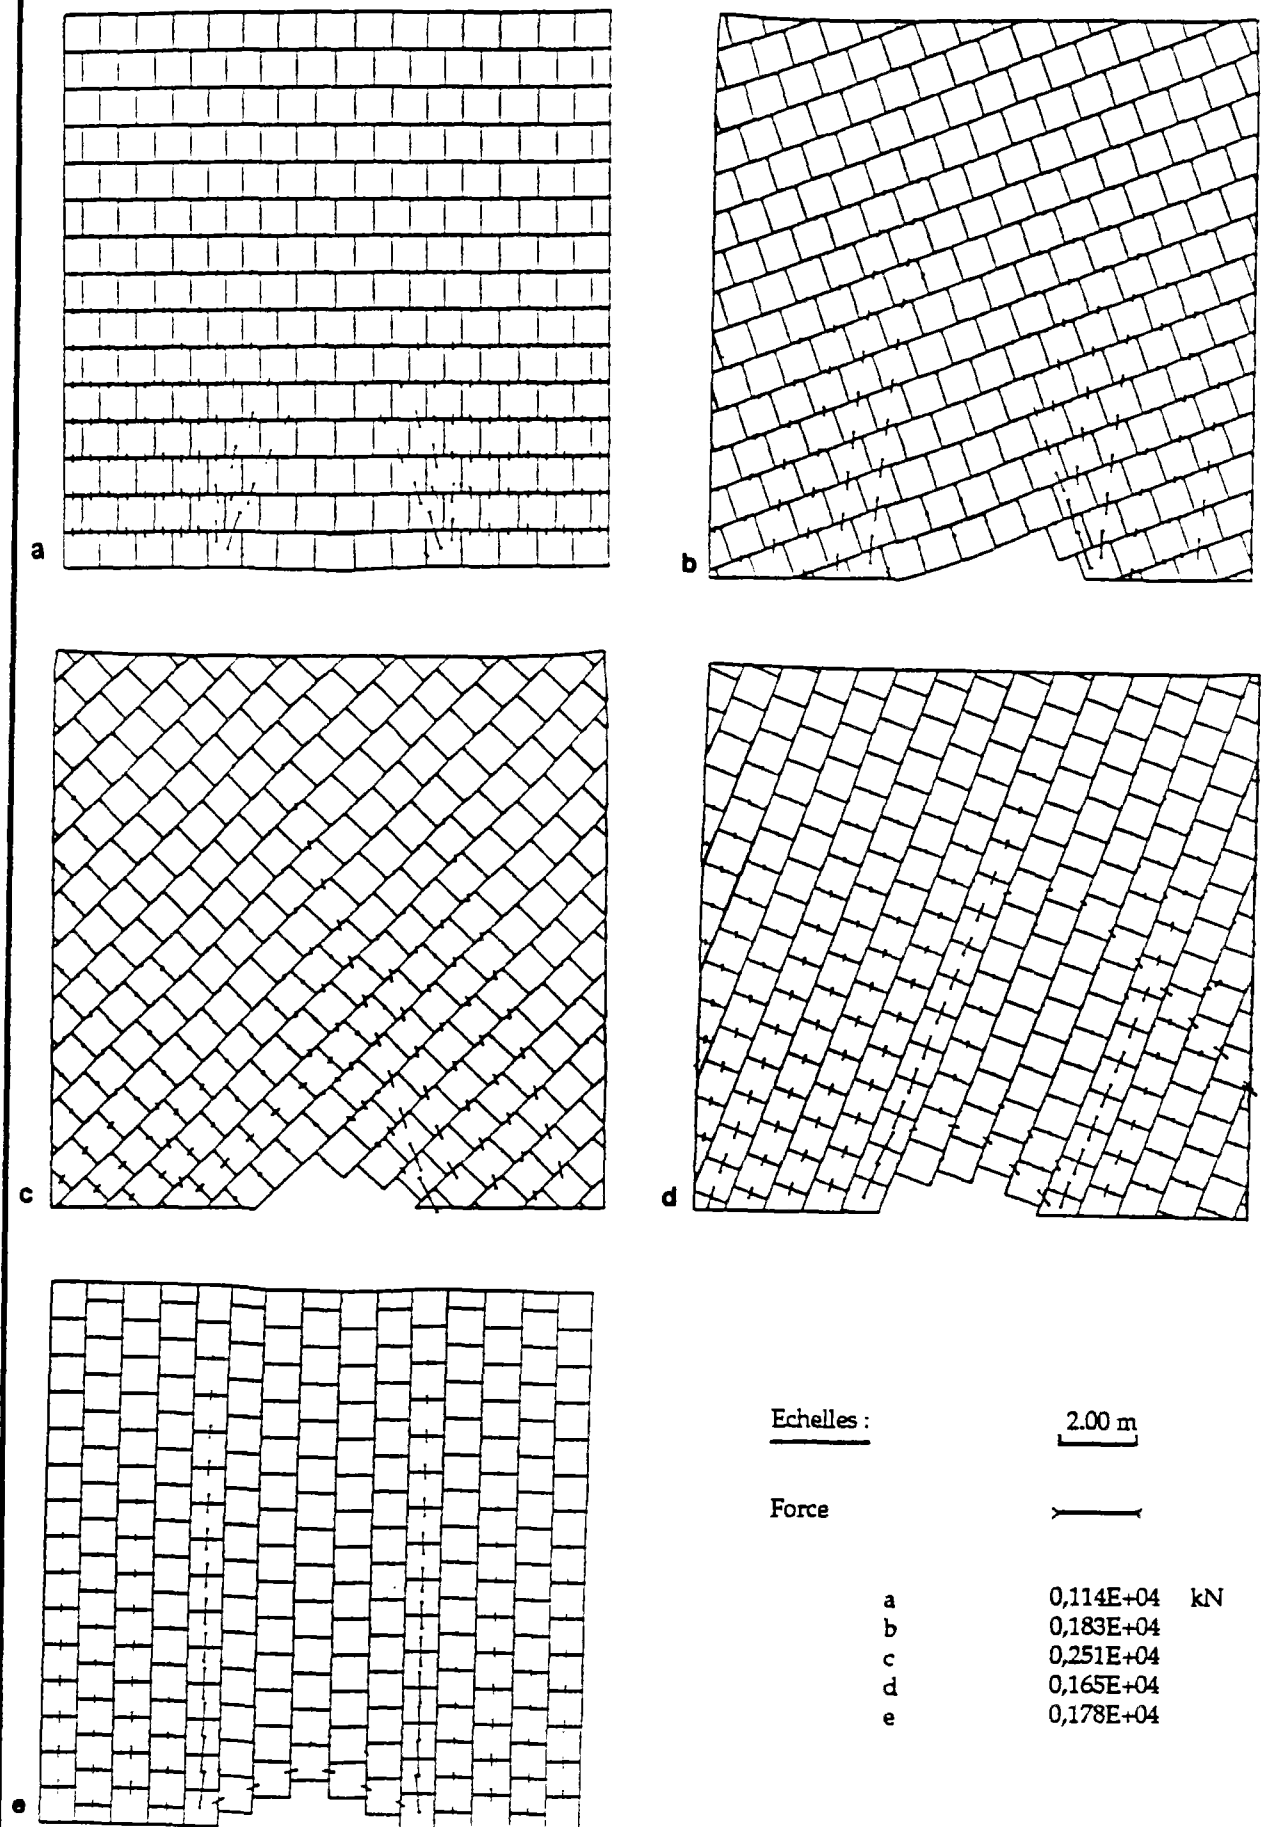 a
b
c
d
e
Echelles : 2.00 m
Force
a 0,114E+04 kN
b 0,183E+04
c 0,251E+04
d 0,165E+04
e 0,178E+04